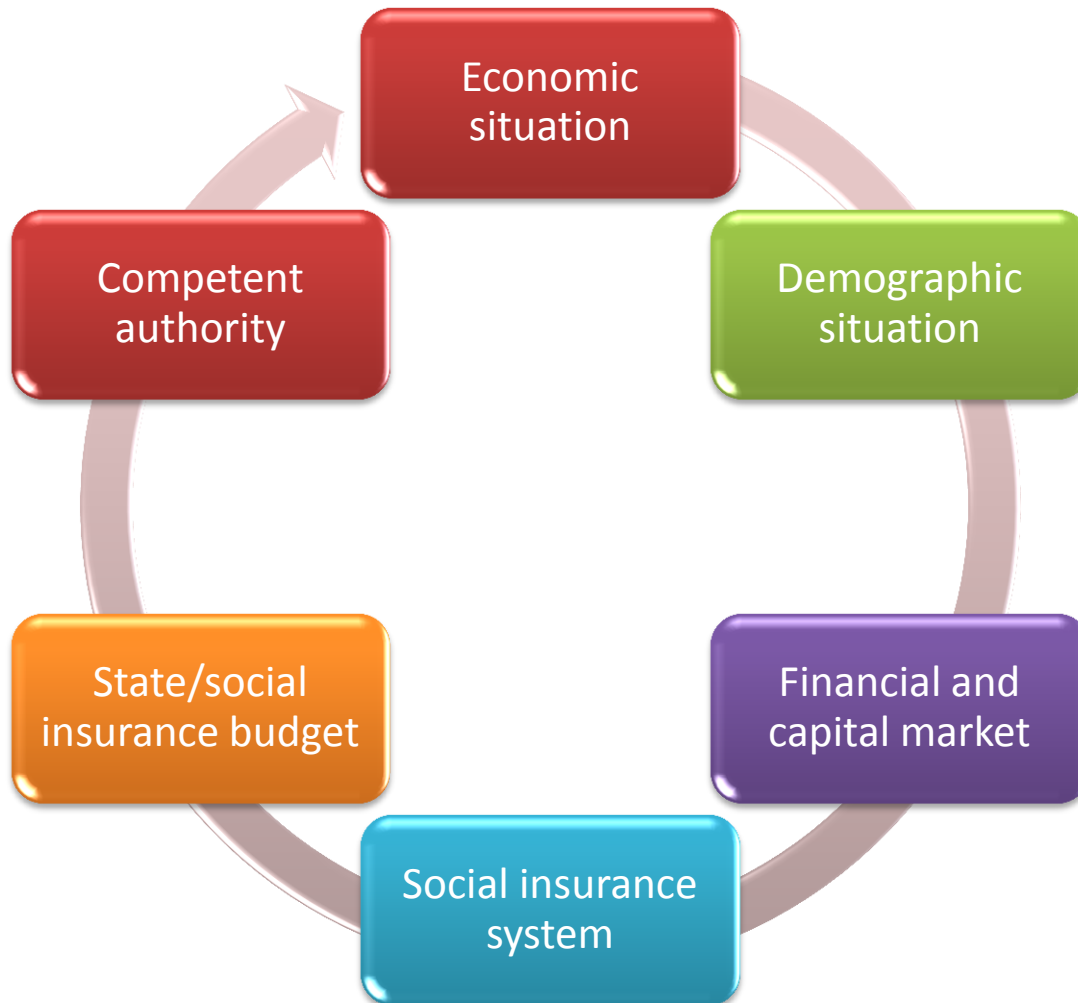 Economic
situation
Demographic
situation
Financial and
capital market
Social insurance
system
State/social
insurance budget
Competent
authority